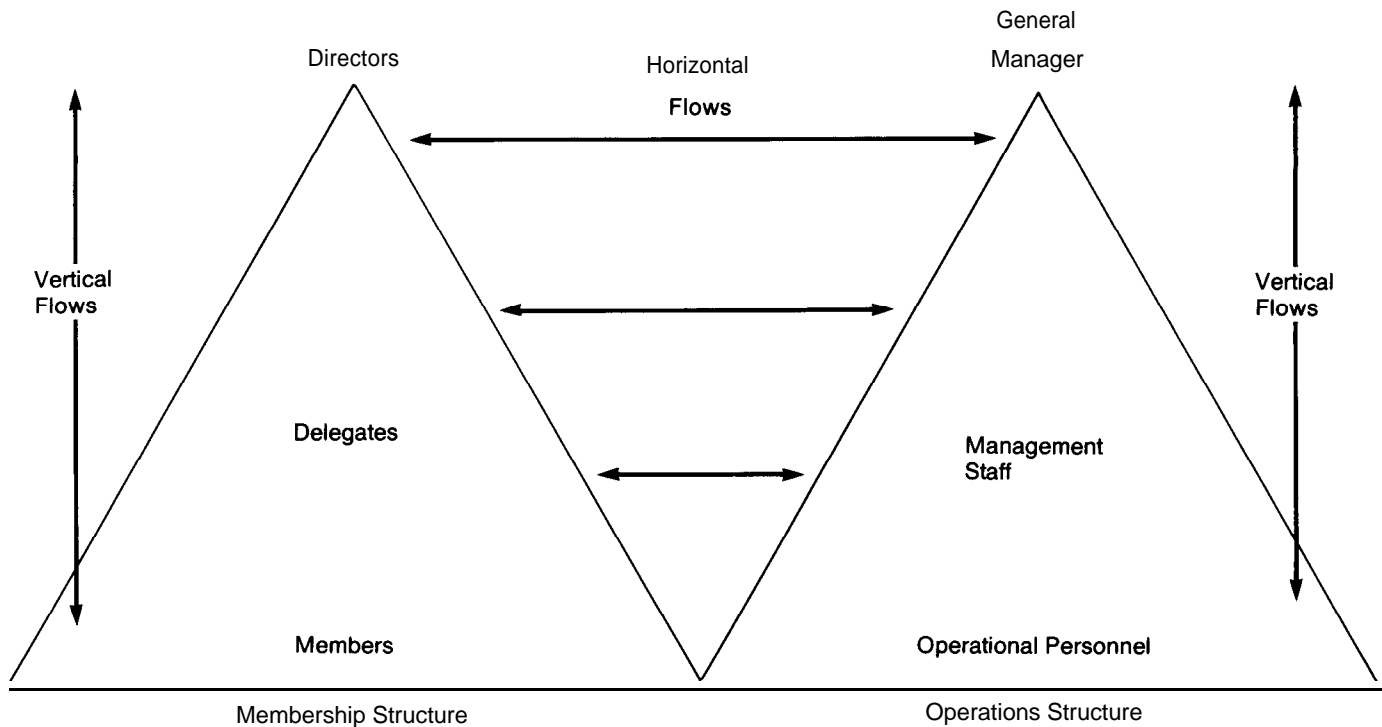 General
Directors
Horizontal
Manager
Flows
Vertical
Flows
Vertical
Flows
Delegates
Management
Staff
Members
Operational Personnel
Membership Structure
Operations Structure